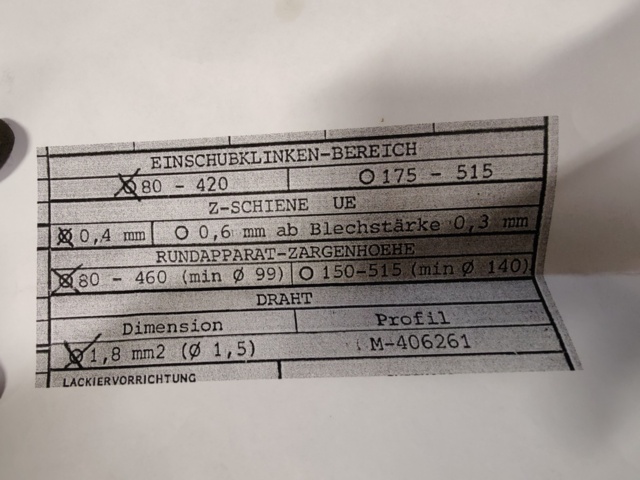 EINSCHUBKLINKEN-BEREICH
80 - 420 O 175 - 515
Z-SCHIENE UE
0,4 mm O 0,6 mm ab Blechstärke 0,3 mm
RUNDAPPARAT-ZARGENHOEHE
80 - 460 (min Ø 99) O 150-515 (min Ø 140)
DRAHT
Dimension Profil
1,8 mm2 (Ø 1,5) M-406261
LACKIERVORRICHTUNG